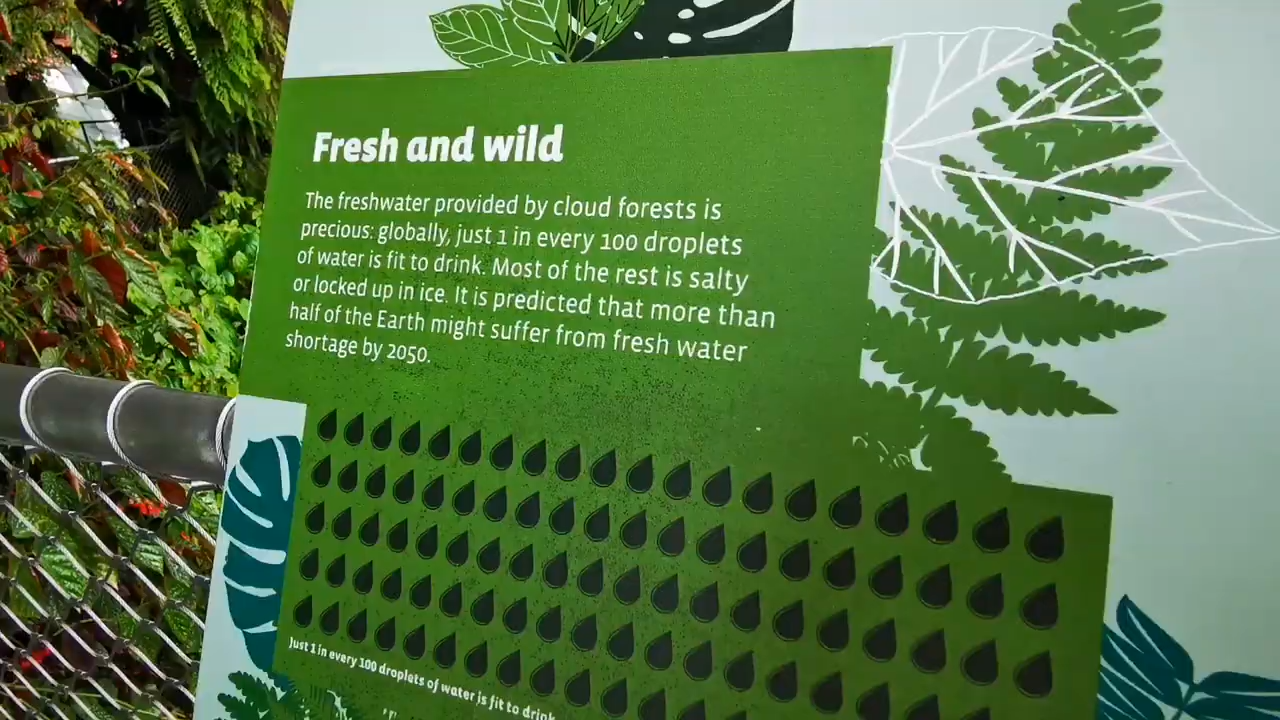 Fresh and wild
The freshwater provided by cloud forests is
precious: globally, just 1 in every 100 droplets
of water is fit to drink. Most of the rest is salty
or locked up in ice. It is predicted that more than
half of the Earth might suffer from fresh water
shortage by 2050.
Just 1 in every 100 droplets of water is fit to drink